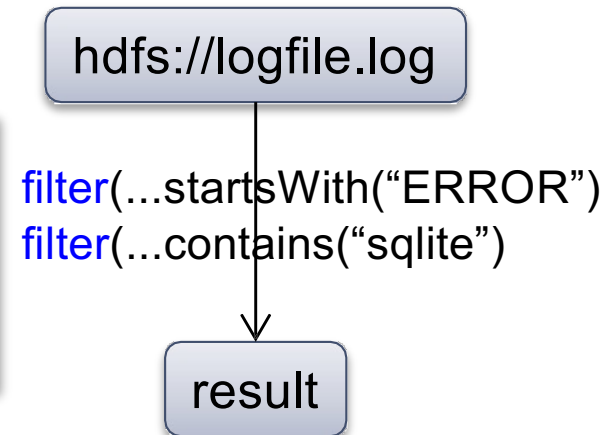 hdfs://logfile.log
filter(...startsWith(“ERROR”)
filter(...contains(“sqlite”)
result